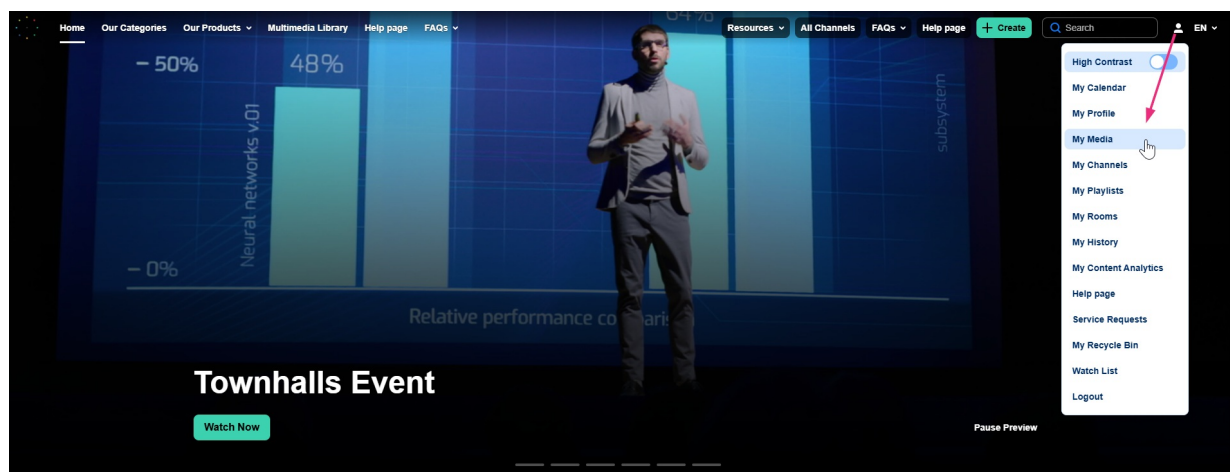 Home Our Categories Our Products Multimedia Library Help page FAQs Resources All Channels FAQs Help page + Create Search EN
64%
– 50% 48%
Neural networks v.01
subsystem
– 0%
Relative performance co aris
Townhalls Event
Watch Now
Pause Preview
High Contrast
My Calendar
My Profile
My Media
My Channels
My Playlists
My Rooms
My History
My Content Analytics
Help page
Service Requests
My Recycle Bin
Watch List
Logout